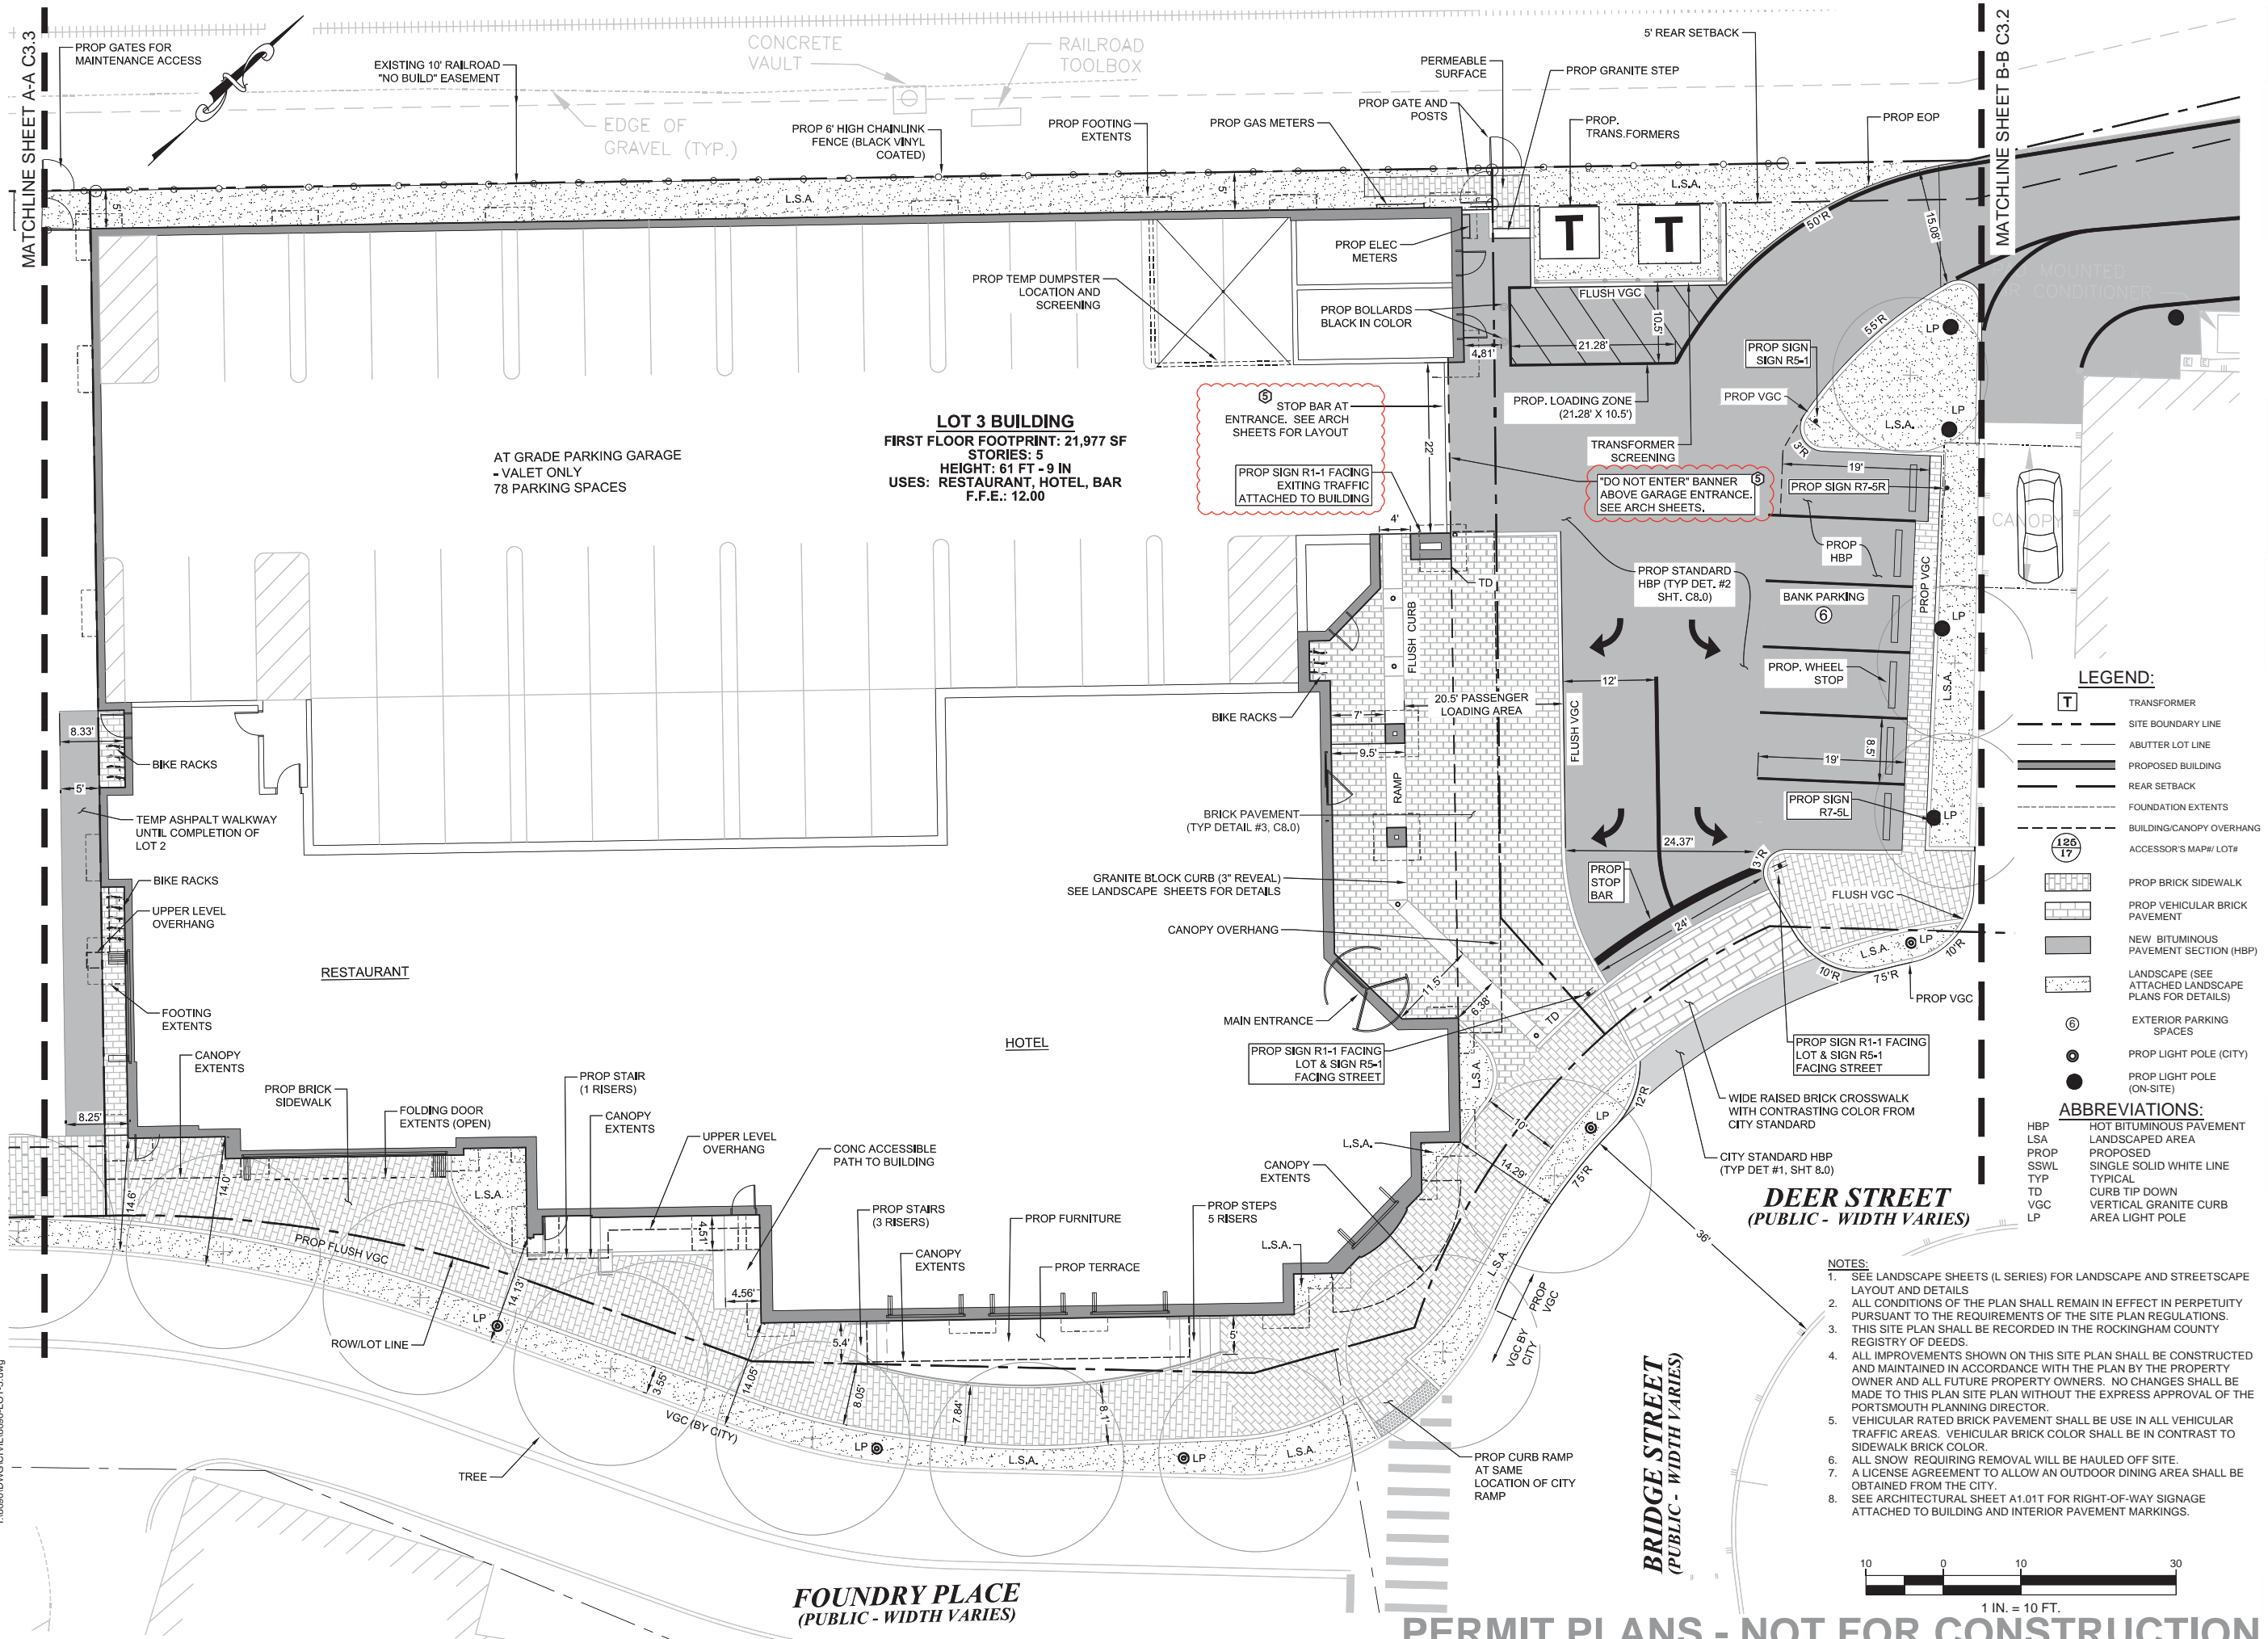 MATCHLINE SHEET A-A C3.3
PROP GATES FOR
MAINTENANCE ACCESS
EXISTING 10' RAILROAD
"NO BUILD" EASEMENT
CONCRETE
VAULT
RAILROAD
TOOLBOX
EDGE OF
GRAVEL (TYP.)
PROP 6' HIGH CHAINLINK
FENCE (BLACK VINYL
COATED)
PROP FOOTING
EXTENTS
PROP GAS METERS
PROP GATE AND
POSTS
PERMEABLE
SURFACE
PROP GRANITE STEP
5' REAR SETBACK
PROP.
TRANS.FORMERS
PROP EOP
MATCHLINE SHEET B-B C3.2
L.S.A.
L.S.A.
5'
5'
T
T
50'R
15.08'
PROP ELEC
METERS
PROP TEMP DUMPSTER
LOCATION AND
SCREENING
PROP BOLLARDS
BLACK IN COLOR
FLUSH VGC
10.5'
21.28'
4.81'
55'R
LP
PROP SIGN
SIGN R5-1
PROP VGC
PROP. LOADING ZONE
(21.28' X 10.5')
TRANSFORMER
SCREENING
LP
L.S.A.
3'R
19'
MOUNTED
CONDITIONER
5
STOP BAR AT
ENTRANCE. SEE ARCH
SHEETS FOR LAYOUT
22'
PROP SIGN R1-1 FACING
EXITING TRAFFIC
ATTACHED TO BUILDING
5
"DO NOT ENTER" BANNER
ABOVE GARAGE ENTRANCE.
SEE ARCH SHEETS.
PROP SIGN R7-5R
CANOPY
LOT 3 BUILDING
FIRST FLOOR FOOTPRINT: 21,977 SF
STORIES: 5
HEIGHT: 61 FT - 9 IN
USES: RESTAURANT, HOTEL, BAR
F.F.E.: 12.00
AT GRADE PARKING GARAGE
- VALET ONLY
78 PARKING SPACES
4'
TD
PROP
HBP
PROP STANDARD
HBP (TYP DET. #2
SHT. C8.0)
BANK PARKING
6
PROP VGC
LP
FLUSH CURB
PROP. WHEEL
STOP
L.S.A.
12'
20.5' PASSENGER
LOADING AREA
BIKE RACKS
7'
9.5'
FLUSH VGC
8.5'
19'
RAMP
PROP SIGN
R7-5L
LP
BRICK PAVEMENT
(TYP DETAIL #3, C8.0)
24.37'
3'R
GRANITE BLOCK CURB (3" REVEAL)
SEE LANDSCAPE SHEETS FOR DETAILS
PROP
STOP
BAR
FLUSH VGC
24'
CANOPY OVERHANG
L.S.A.
LP
10'R
10'R
75'R
PROP VGC
11.5'
6.38'
TD
MAIN ENTRANCE
PROP SIGN R1-1 FACING
LOT & SIGN R5-1
FACING STREET
PROP SIGN R1-1 FACING
LOT & SIGN R5-1
FACING STREET
8.33'
BIKE RACKS
5'
TEMP ASHPALT WALKWAY
UNTIL COMPLETION OF
LOT 2
BIKE RACKS
UPPER LEVEL
OVERHANG
RESTAURANT
FOOTING
EXTENTS
CANOPY
EXTENTS
HOTEL
PROP BRICK
SIDEWALK
FOLDING DOOR
EXTENTS (OPEN)
PROP STAIR
(1 RISERS)
CANOPY
EXTENTS
UPPER LEVEL
OVERHANG
CONC ACCESSIBLE
PATH TO BUILDING
8.25'
L.S.A.
L.S.A.
L.S.A.
10'
LP
12'R
WIDE RAISED BRICK CROSSWALK
WITH CONTRASTING COLOR FROM
CITY STANDARD
CITY STANDARD HBP
(TYP DET #1, SHT 8.0)
14.29'
75'R
DEER STREET
(PUBLIC - WIDTH VARIES)
14.6'
14.0'
PROP FLUSH VGC
14.13'
LP
ROW/LOT LINE
4.51'
4.56'
PROP STAIRS
(3 RISERS)
CANOPY
EXTENTS
PROP FURNITURE
PROP TERRACE
PROP STEPS
5 RISERS
CANOPY
EXTENTS
L.S.A.
L.S.A.
PROP
VGC
VGC BY
CITY
36'
5.4'
5'
3.55'
14.05'
8.05'
7.84'
8.1'
VGC (BY CITY)
LP
L.S.A.
LP
L.S.A.
TREE
PROP CURB RAMP
AT SAME
LOCATION OF CITY
RAMP
BRIDGE STREET
(PUBLIC - WIDTH VARIES)
FOUNDRY PLACE
(PUBLIC - WIDTH VARIES)
LEGEND:
T
TRANSFORMER
SITE BOUNDARY LINE
ABUTTER LOT LINE
PROPOSED BUILDING
REAR SETBACK
FOUNDATION EXTENTS
BUILDING/CANOPY OVERHANG
125
17
ACCESSOR'S MAP#/ LOT#
PROP BRICK SIDEWALK
PROP VEHICULAR BRICK
PAVEMENT
NEW BITUMINOUS
PAVEMENT SECTION (HBP)
LANDSCAPE (SEE
ATTACHED LANDSCAPE
PLANS FOR DETAILS)
6
EXTERIOR PARKING
SPACES
PROP LIGHT POLE (CITY)
PROP LIGHT POLE
(ON-SITE)
ABBREVIATIONS:
HBP HOT BITUMINOUS PAVEMENT
LSA LANDSCAPED AREA
PROP PROPOSED
SSWL SINGLE SOLID WHITE LINE
TYP TYPICAL
TD CURB TIP DOWN
VGC VERTICAL GRANITE CURB
LP AREA LIGHT POLE
NOTES:
1. SEE LANDSCAPE SHEETS (L SERIES) FOR LANDSCAPE AND STREETSCAPE
LAYOUT AND DETAILS
2. ALL CONDITIONS OF THE PLAN SHALL REMAIN IN EFFECT IN PERPETUITY
PURSUANT TO THE REQUIREMENTS OF THE SITE PLAN REGULATIONS.
3. THIS SITE PLAN SHALL BE RECORDED IN THE ROCKINGHAM COUNTY
REGISTRY OF DEEDS.
4. ALL IMPROVEMENTS SHOWN ON THIS SITE PLAN SHALL BE CONSTRUCTED
AND MAINTAINED IN ACCORDANCE WITH THE PLAN BY THE PROPERTY
OWNER AND ALL FUTURE PROPERTY OWNERS. NO CHANGES SHALL BE
MADE TO THIS PLAN SITE PLAN WITHOUT THE EXPRESS APPROVAL OF THE
PORTSMOUTH PLANNING DIRECTOR.
5. VEHICULAR RATED BRICK PAVEMENT SHALL BE USE IN ALL VEHICULAR
TRAFFIC AREAS. VEHICULAR BRICK COLOR SHALL BE IN CONTRAST TO
SIDEWALK BRICK COLOR.
6. ALL SNOW REQUIRING REMOVAL WILL BE HAULED OFF SITE.
7. A LICENSE AGREEMENT TO ALLOW AN OUTDOOR DINING AREA SHALL BE
OBTAINED FROM THE CITY.
8. SEE ARCHITECTURAL SHEET A1.01T FOR RIGHT-OF-WAY SIGNAGE
ATTACHED TO BUILDING AND INTERIOR PAVEMENT MARKINGS.
10 0 10 30
1 IN. = 10 FT.
PERMIT PLANS - NOT FOR CONSTRUCTION